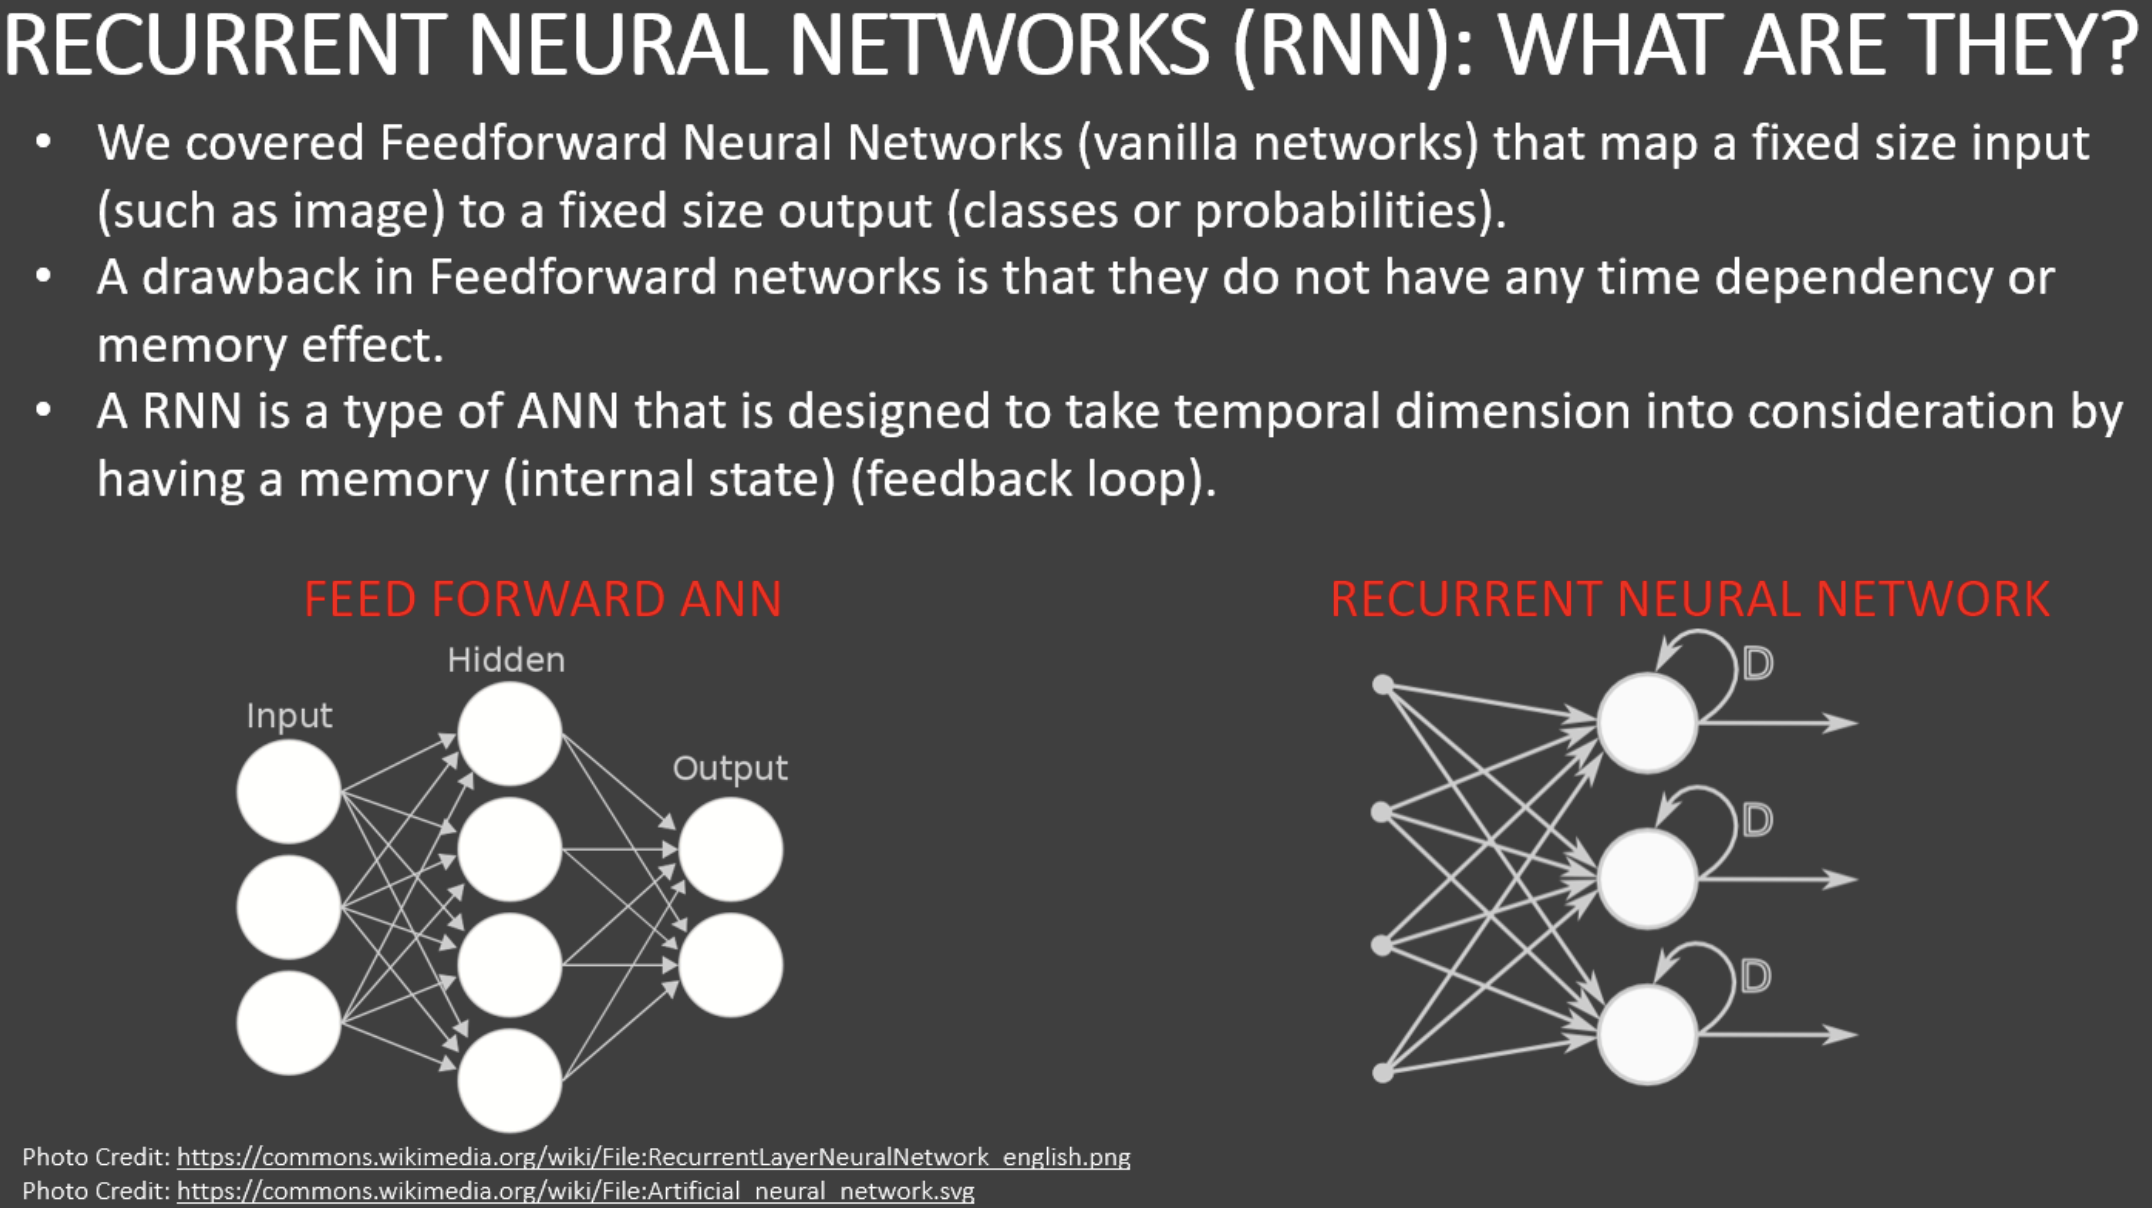 RECURRENT NEURAL NETWORKS (RNN): WHAT ARE THEY?
• We covered Feedforward Neural Networks (vanilla networks) that map a fixed size input
(such as image) to a fixed size output (classes or probabilities).
• A drawback in Feedforward networks is that they do not have any time dependency or
memory effect.
• A RNN is a type of ANN that is designed to take temporal dimension into consideration by
having a memory (internal state) (feedback loop).
FEED FORWARD ANN
Hidden
Input
Output
RECURRENT NEURAL NETWORK
D
D
D
Photo Credit: https://commons.wikimedia.org/wiki/File:RecurrentLayerNeuralNetwork_english.png
Photo Credit: https://commons.wikimedia.org/wiki/File:Artificial_neural_network.svg